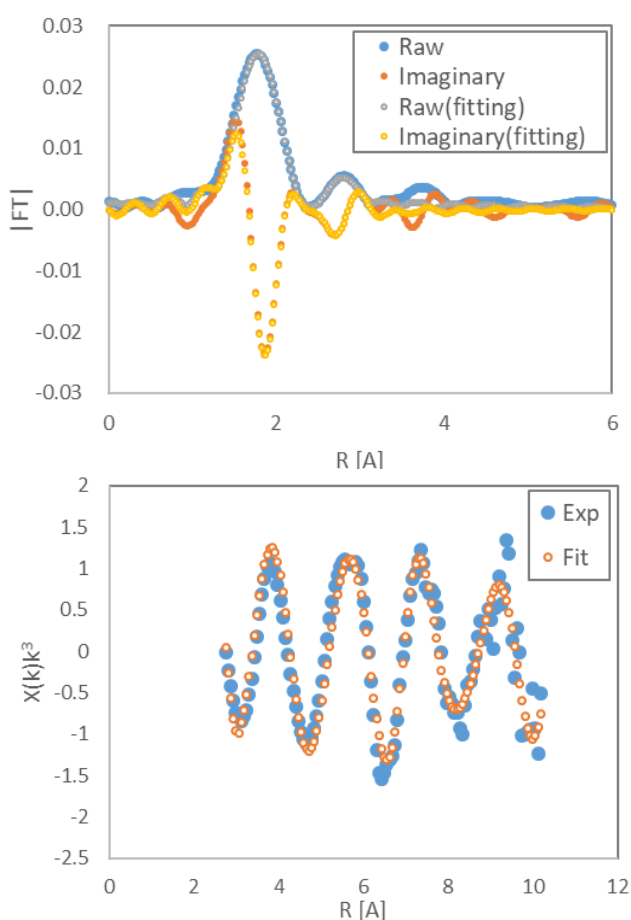 0.03
0.02
0.01
0.00
-0.01
-0.02
-0.03
|FT|
Raw
Imaginary
Raw(fitting)
Imaginary(fitting)
0 2 4 6
R [A]
2
1.5
1
0.5
0
-0.5
-1
-1.5
-2
-2.5
X(k)k³
Exp
Fit
0 2 4 6 8 10 12
R [A]